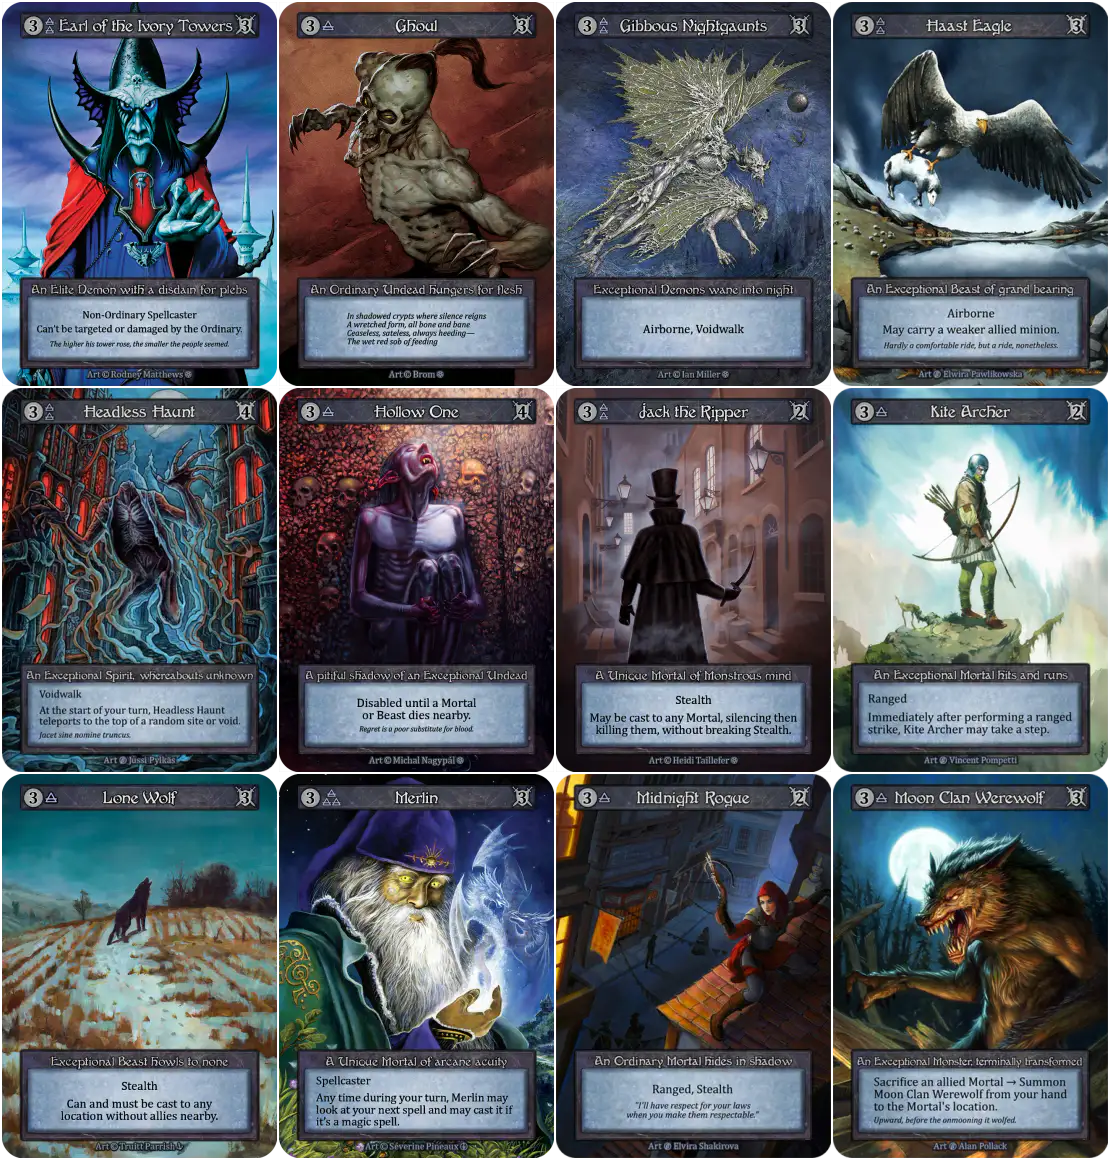 3 Earl of the Ivory Towers 3
An Elite Demon with a disdain for plebs
Non-Ordinary Spellcaster
Can't be targeted or damaged by the Ordinary.
The higher his tower rose, the smaller the people seemed.
Art © Rodney Matthews
3 Ghoul 3
An Ordinary Undead hungers for flesh
In shadowed crypts where silence reigns
A wretched form, all bone and bane
Ceaseless, sateless, always heeding—
The wet red sob of feeding
Art © Brom
3 Gibbous Nightgaunts 3
Exceptional Demons wane into night
Airborne, Voidwalk
Art © Ian Miller
3 Haast Eagle 3
An Exceptional Beast of grand bearing
Airborne
May carry a weaker allied minion.
Hardly a comfortable ride, but a ride, nonetheless.
Art Elwira Pawlikowska
3 Headless Haunt 4
An Exceptional Spirit, whereabouts unknown
Voidwalk
At the start of your turn, Headless Haunt
teleports to the top of a random site or void.
Jacet sine nomine truncus.
Art Jussi Pylkäs
3 Hollow One 4
A pitiful shadow of an Exceptional Undead
Disabled until a Mortal
or Beast dies nearby.
Regret is a poor substitute for blood.
Art © Michal Nagypál
3 Jack the Ripper 2
A Unique Mortal of Monstrous mind
Stealth
May be cast to any Mortal, silencing then
killing them, without breaking Stealth.
Art © Heidi Taillefer
3 Kite Archer 2
An Exceptional Mortal hits and runs
Ranged
Immediately after performing a ranged
strike, Kite Archer may take a step.
Art Vincent Pompetti
3 Lone Wolf 3
Exceptional Beast howls to none
Stealth
Can and must be cast to any
location without allies nearby.
Art © Truitt Parrish
3 Merlin 3
A Unique Mortal of arcane acuity
Spellcaster
Any time during your turn, Merlin may
look at your next spell and may cast it if
it's a magic spell.
Art © Séverine Pineaux
3 Midnight Rogue 2
An Ordinary Mortal hides in shadow
Ranged, Stealth
"I'll have respect for your laws
when you make them respectable."
Art Elvira Shakirova
3 Moon Clan Werewolf 3
An Exceptional Monster, terminally transformed
Sacrifice an allied Mortal → Summon
Moon Clan Werewolf from your hand
to the Mortal's location.
Upward, before the anmooning it wolfed.
Art Alan Pollack